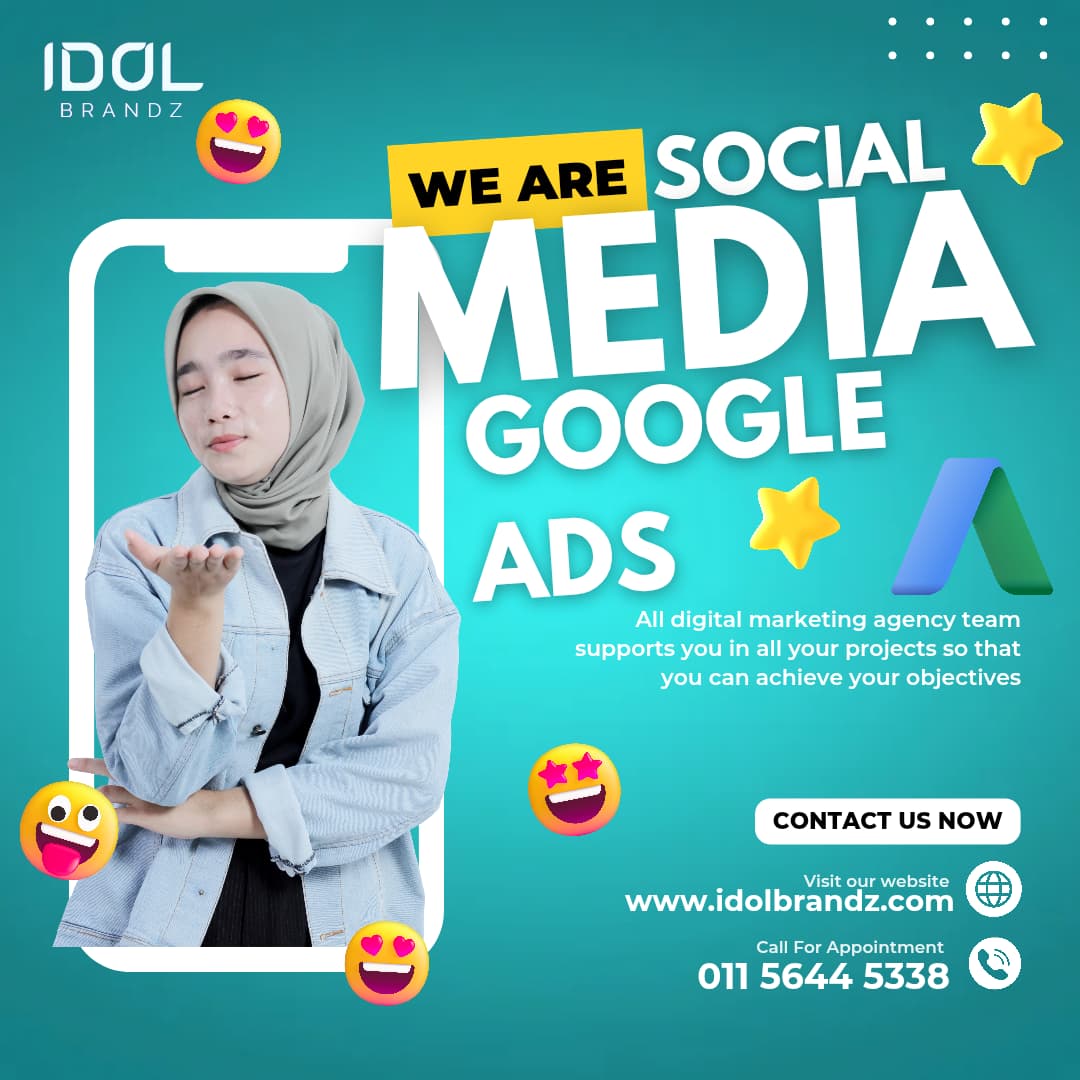 IDOL
BRANDZ
WE ARE SOCIAL
MEDIA
GOOGLE
ADS
All digital marketing agency team
supports you in all your projects so that
you can achieve your objectives
CONTACT US NOW
Visit our website
www.idolbrandz.com
Call For Appointment
011 5644 5338